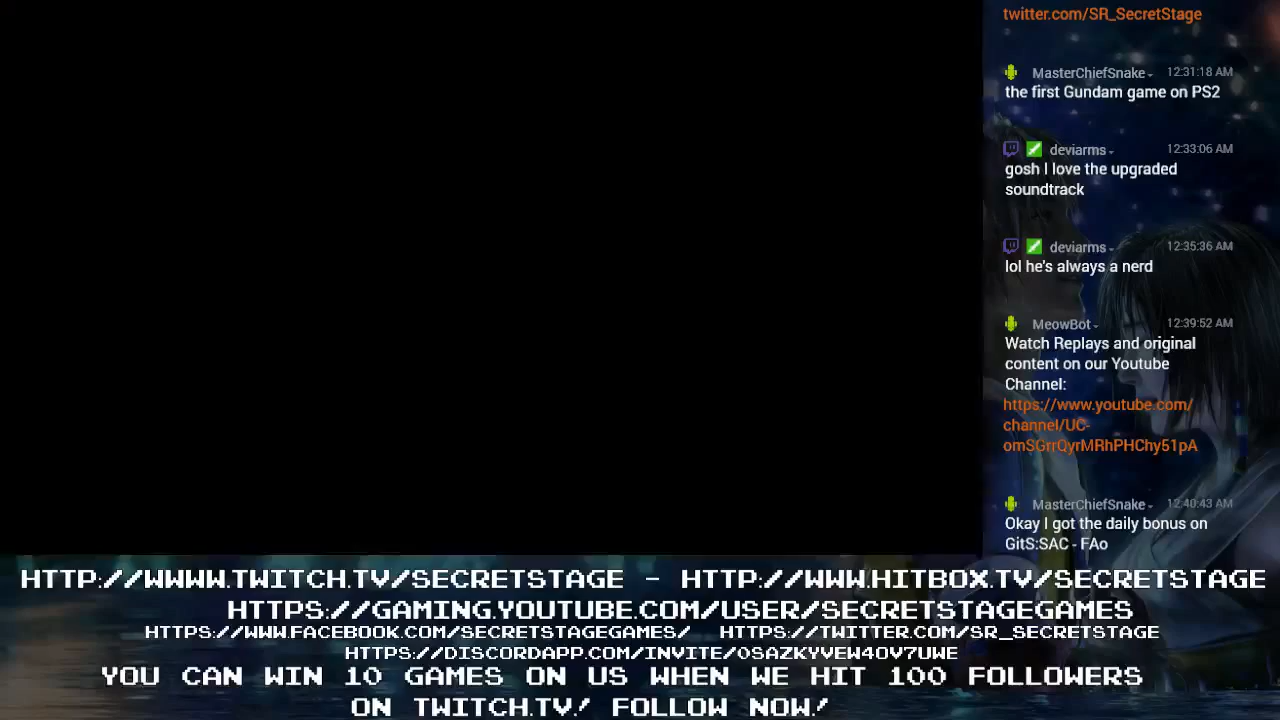 twitter.com/SR_SecretStage
MasterChiefSnake 12:31:18 AM
the first Gundam game on PS2
deviarms 12:33:06 AM
gosh I love the upgraded
soundtrack
deviarms 12:35:36 AM
lol he's always a nerd
MeowBot 12:39:52 AM
Watch Replays and original
content on our Youtube
Channel:
https://www.youtube.com/
channel/UC-
omSGrrQyrMRhPHChy51pA
MasterChiefSnake 12:40:43 AM
Okay I got the daily bonus on
GitS:SAC - FAo
HTTP://WWWW.TWITCH.TV/SECRETSTAGE - HTTP://WWW.HITBOX.TV/SECRETSTAGE
HTTPS://GAMING.YOUTUBE.COM/USER/SECRETSTAGEGAMES
HTTPS://WWW.FACEBOOK.COM/SECRETSTAGEGAMES/ HTTPS://TWITTER.COM/SR_SECRETSTAGE
HTTPS://DISCORDAPP.COM/INVITE/0SAZKYVEW4OV7UWE
YOU CAN WIN 10 GAMES ON US WHEN WE HIT 100 FOLLOWERS
ON TWITCH.TV! FOLLOW NOW!